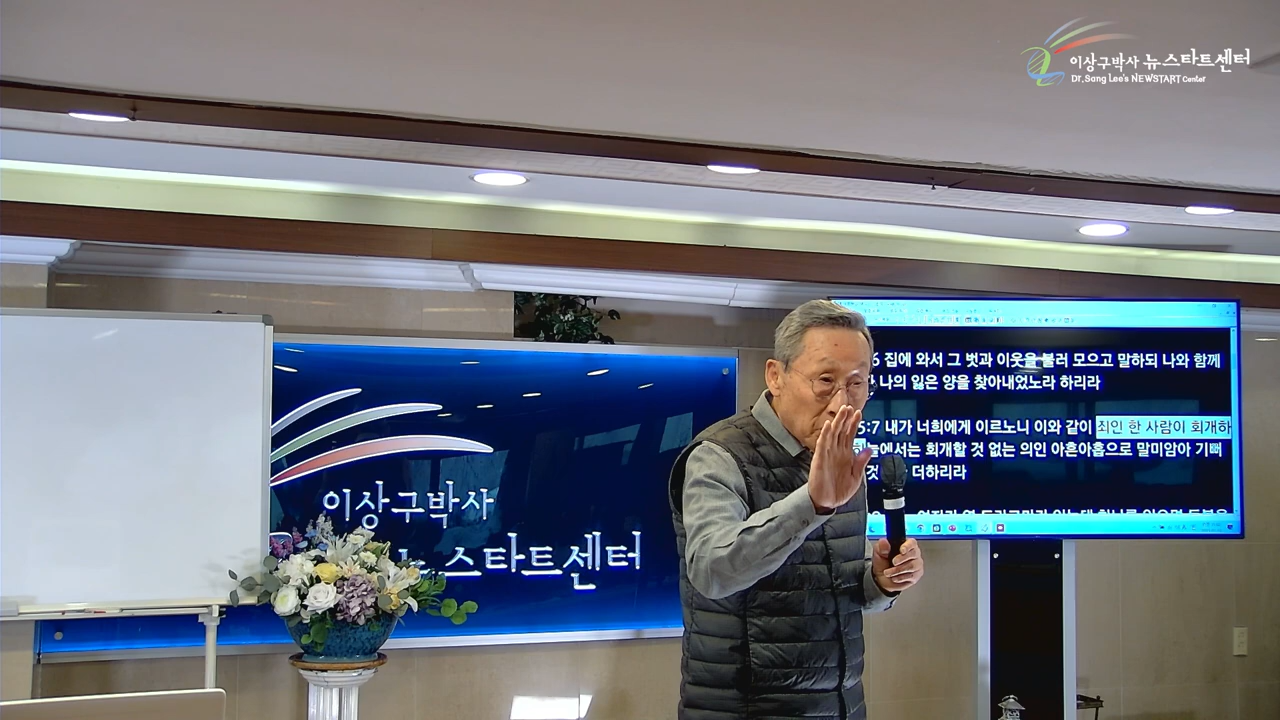 이상구박사 뉴스타트센터
Dr. Sang Lee's NEWSTART Center
6 집에 와서 그 벗과 이웃을 불러 모으고 말하되 나와 함께
나의 잃은 양을 찾아내었노라 하리라
5:7 내가 너희에게 이르노니 이와 같이 죄인 한 사람이 회개하
하늘에서는 회개할 것 없는 의인 아흔아홉으로 말미암아 기뻐
것 더하리라
이상구박사
뉴스타트센터